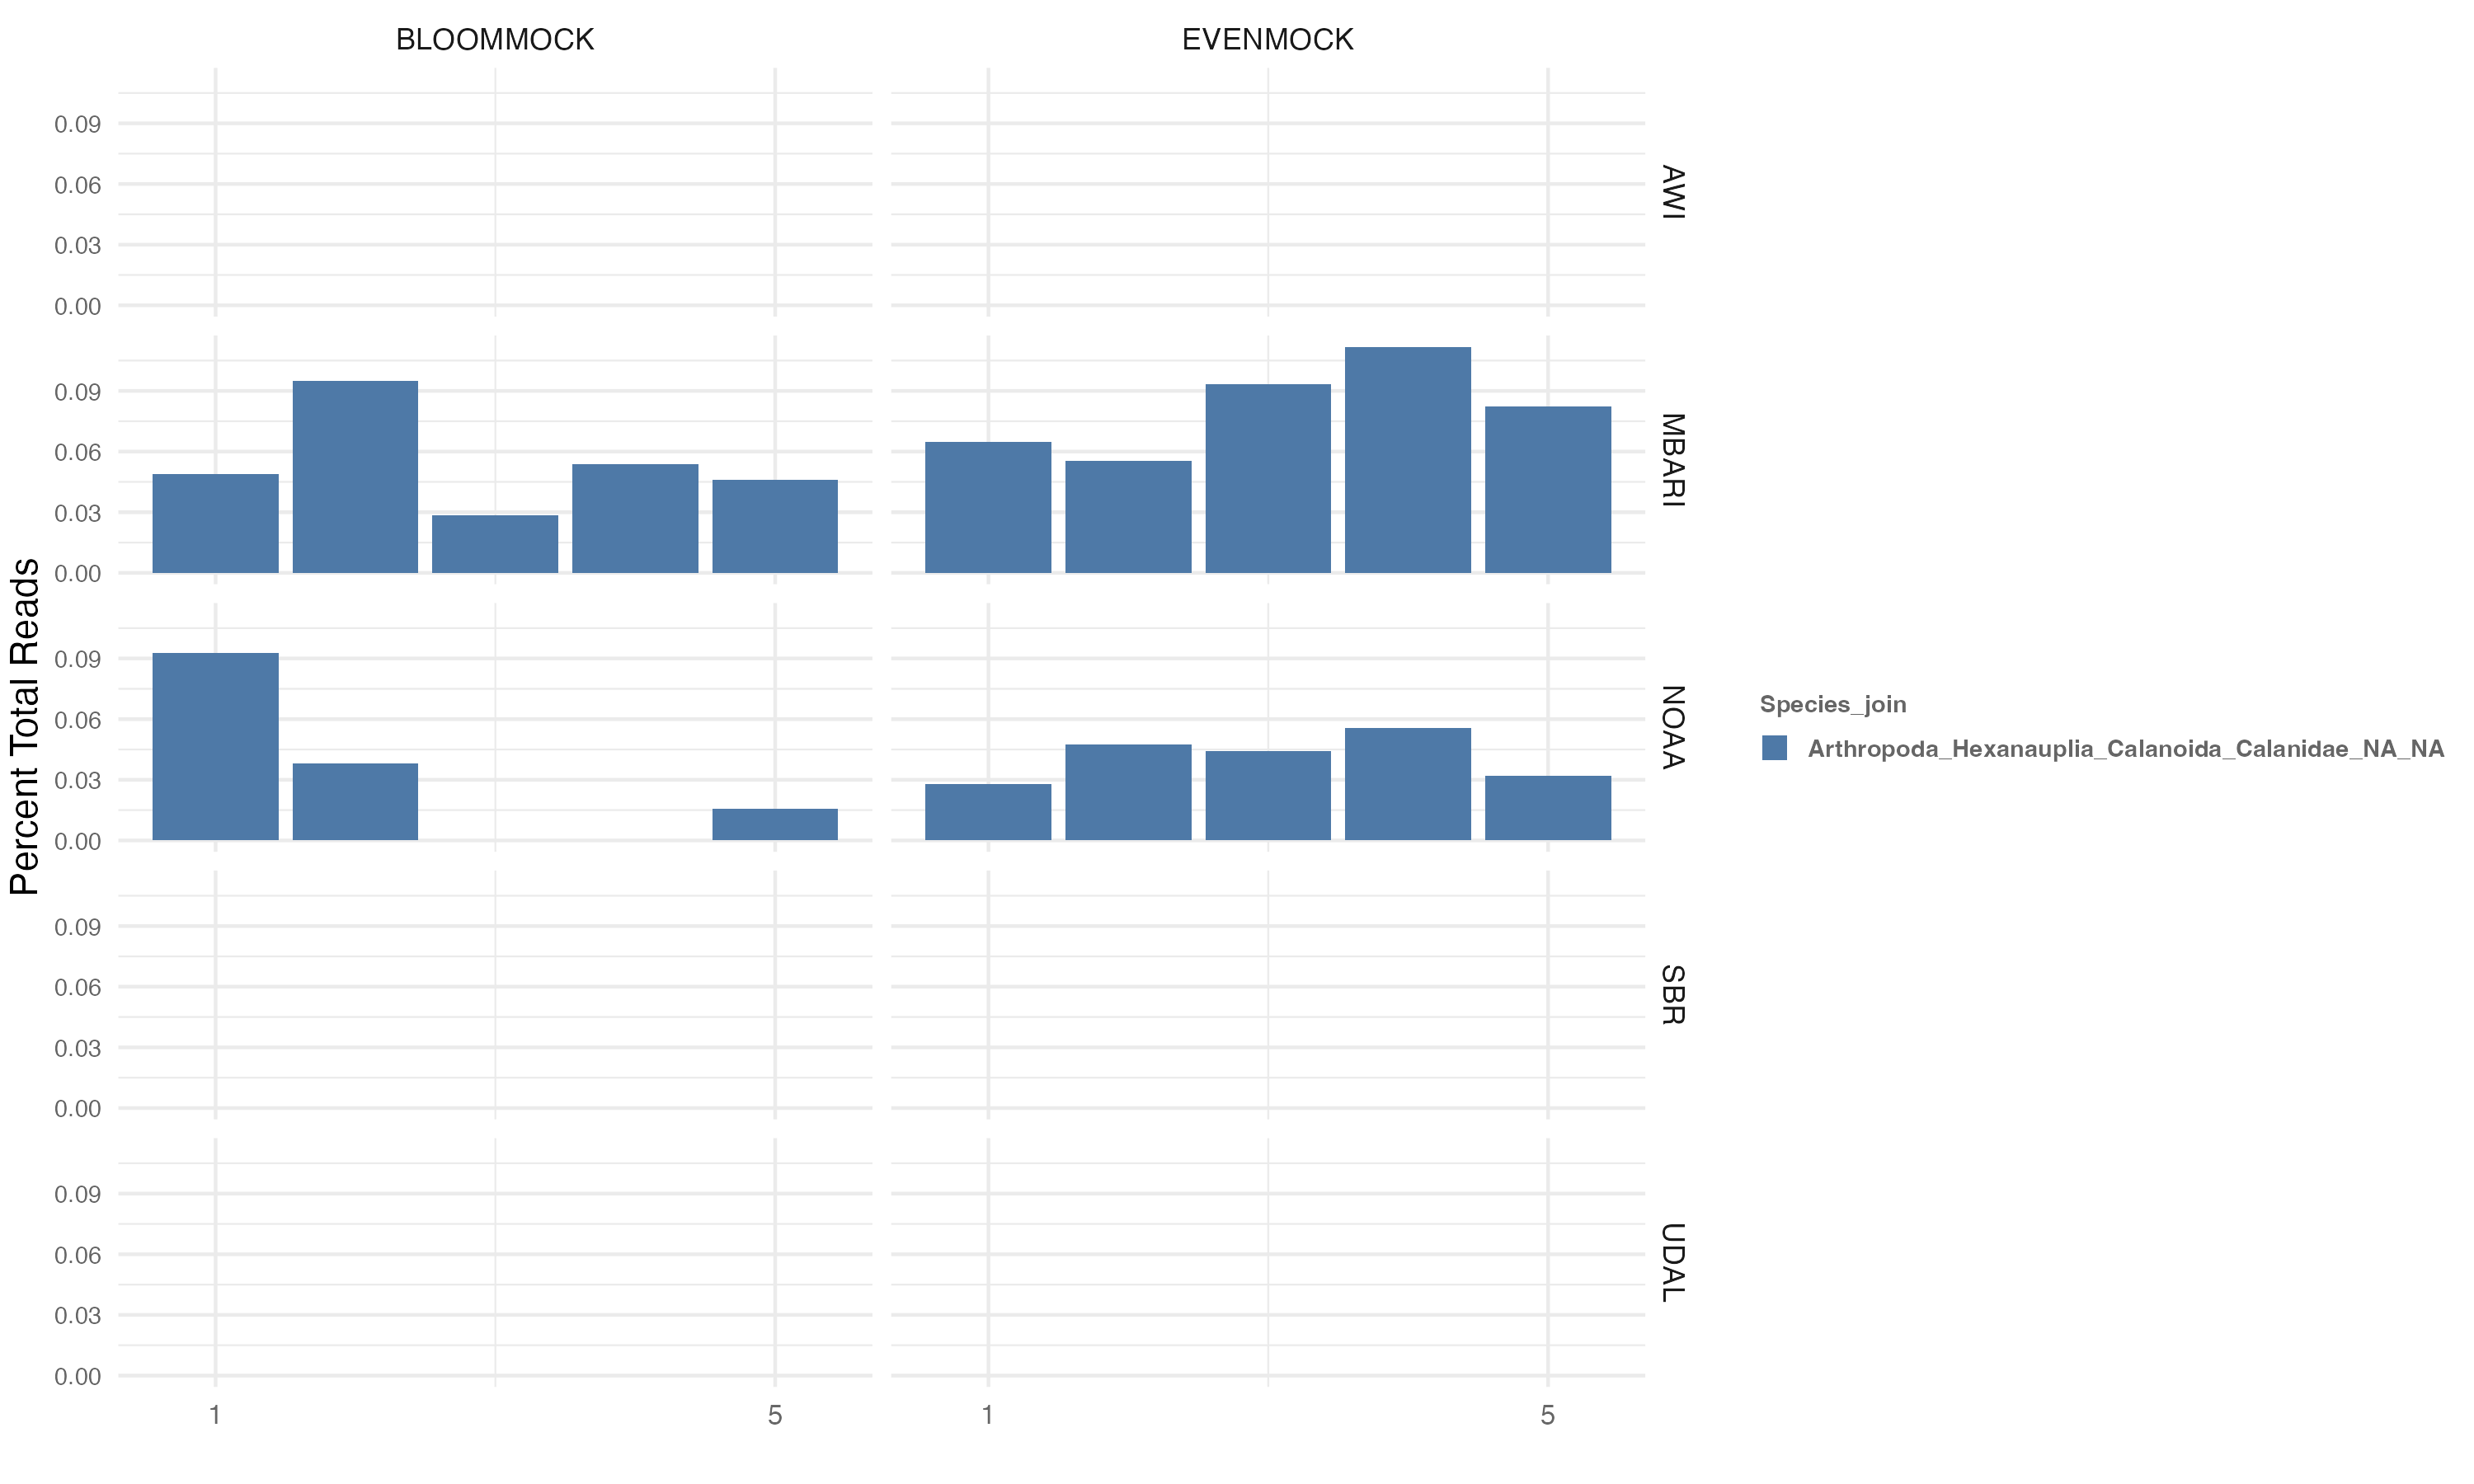 BLOOMMOCK EVENMOCK
0.09
0.06
0.03
0.00
AWI
0.09
0.06
0.03
0.00
MBARI
Percent Total Reads
0.09
0.06
0.03
0.00
NOAA
Species_join
Arthropoda_Hexanauplia_Calanoida_Calanidae_NA_NA
0.09
0.06
0.03
0.00
SBR
0.09
0.06
0.03
0.00
UDAL
1 5 1 5